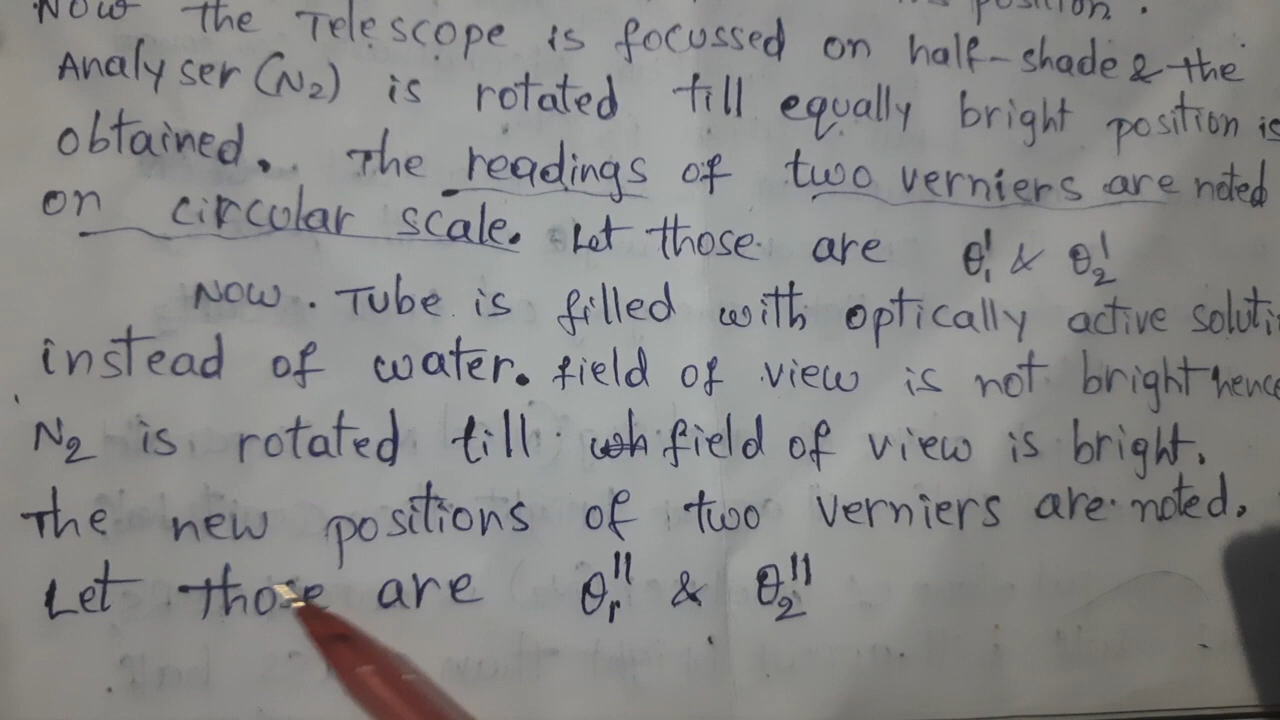 Now the Telescope is focussed on half-shade & the position.
Analyser (N₂) is rotated till equally bright position is
obtained. The readings of two verniers are noted
on circular scale. Let those are θ₁' & θ₂'
Now. Tube is filled with optically active soluti
instead of water. field of view is not bright hence
N₂ is rotated till field of view is bright.
The new positions of two verniers are noted.
Let those are θ₁'' & θ₂''